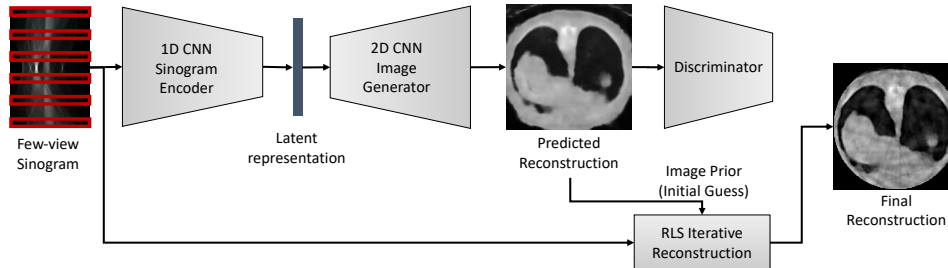 1D CNN
Sinogram
Encoder
2D CNN
Image
Generator
Discriminator
Few-view
Sinogram
Latent
representation
Predicted
Reconstruction
Image Prior
(Initial Guess)
RLS Iterative
Reconstruction
Final
Reconstruction